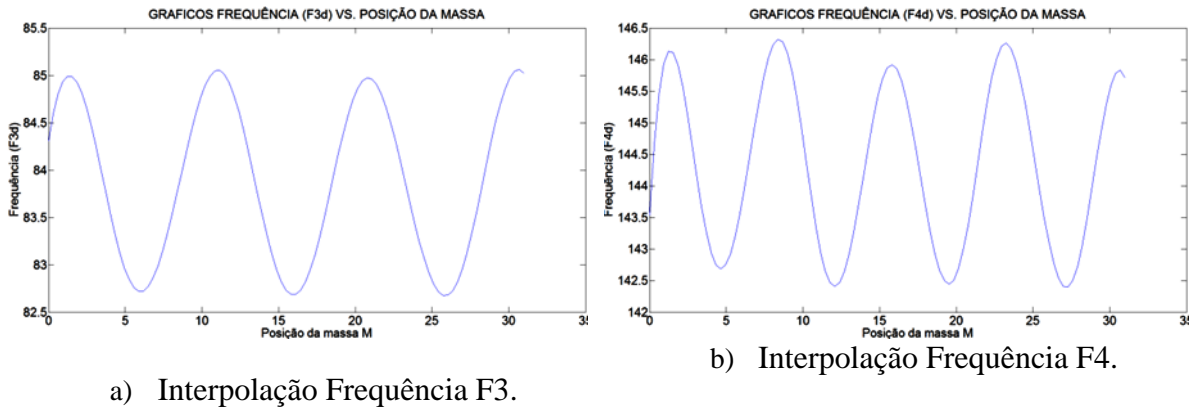 GRAFICOS FREQUÊNCIA (F3d) VS. POSIÇÃO DA MASSA
85.5
85
84.5
84
83.5
83
82.5
Frequência (F3d)
0 5 10 15 20 25 30 35
Posição da massa M
a) Interpolação Frequência F3.
GRAFICOS FREQUÊNCIA (F4d) VS. POSIÇÃO DA MASSA
146.5
146
145.5
145
144.5
144
143.5
143
142.5
142
Frequência (F4d)
0 5 10 15 20 25 30 35
Posição da massa M
b) Interpolação Frequência F4.